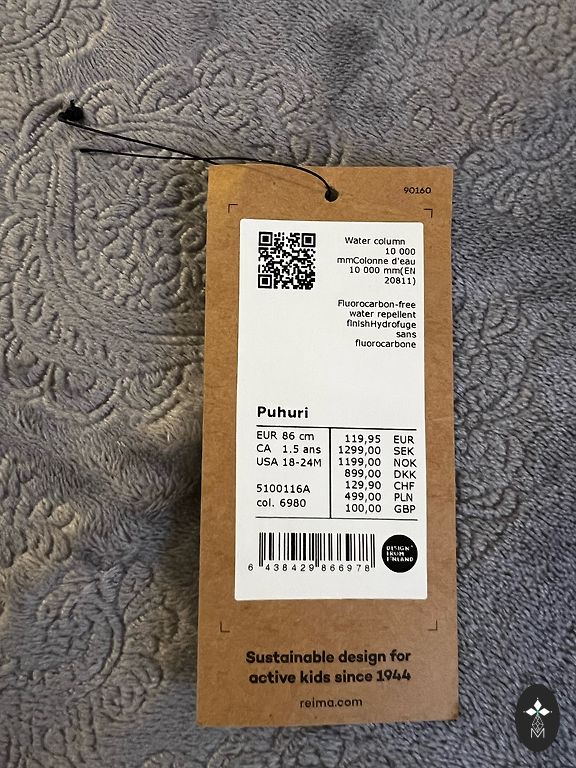 90160
Water column
10 000
mmColonne d'eau
10 000 mm(EN
20811)
Fluorocarbon-free
water repellent
finishHydrofuge
sans
fluorocarbone
Puhuri
EUR 86 cm
CA 1.5 ans
USA 18-24M
5100116A
col. 6980
119,95 EUR
1299,00 SEK
1199,00 NOK
899,00 DKK
129,90 CHF
499,00 PLN
100,00 GBP
6 438429 866978
DESIGN
FROM
FINLAND
Sustainable design for
active kids since 1944
reima.com
M